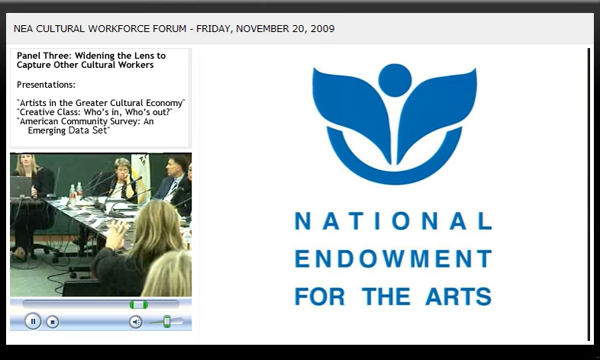 NEA CULTURAL WORKFORCE FORUM - FRIDAY, NOVEMBER 20, 2009
Panel Three: Widening the Lens to
Capture Other Cultural Workers
Presentations:
"Artists in the Greater Cultural Economy"
"Creative Class: Who's in, Who's out?"
"American Community Survey: An
Emerging Data Set"
NATIONAL
ENDOWMENT
FOR THE ARTS